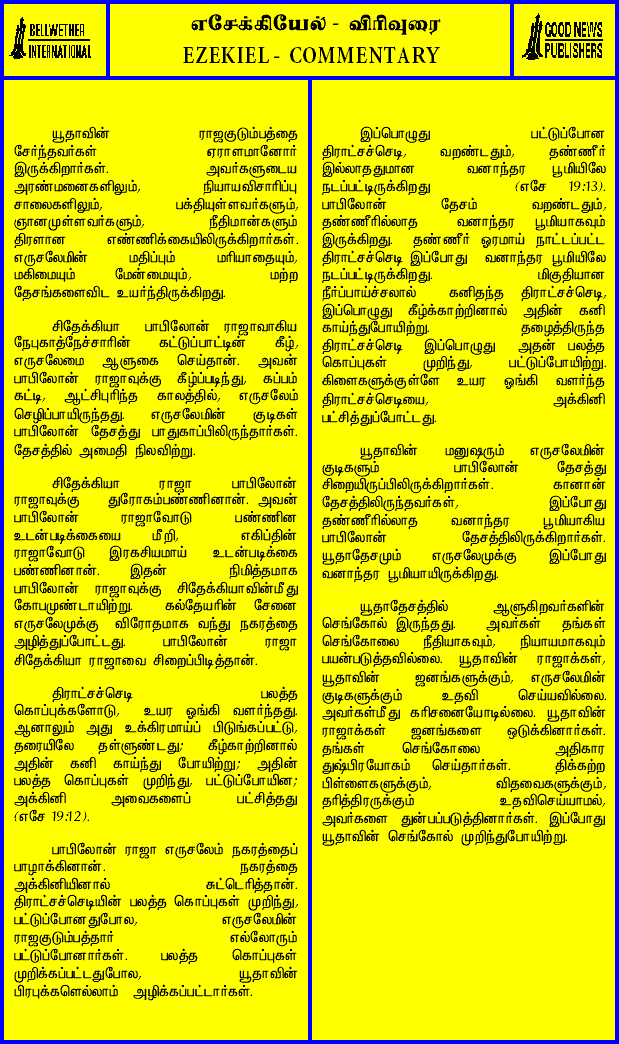 BELLWETHER
INTERNATIONAL
எசேக்கியேல் - விரிவுரை
EZEKIEL - COMMENTARY
GOOD NEWS
PUBLISHERS
யூதாவின் ராஜகுடும்பத்தை
சேர்ந்தவர்கள் ஏராளமானோர்
இருக்கிறார்கள். அவர்களுடைய
அரண்மனைகளிலும், நியாயவிசாரிப்பு
சாலைகளிலும், பக்தியுள்ளவர்களும்,
ஞானமுள்ளவர்களும், நீதிமான்களும்
திரளான எண்ணிக்கையிலிருக்கிறார்கள்.
எருசலேமின் மதிப்பும் மரியாதையும்,
மகிமையும் மேன்மையும், மற்ற
தேசங்களைவிட உயர்ந்திருக்கிறது.
சிதேக்கியா பாபிலோன் ராஜாவாகிய
நேபுகாத்நேச்சாரின் கட்டுப்பாட்டின் கீழ்,
எருசலேமை ஆளுகை செய்தான். அவன்
பாபிலோன் ராஜாவுக்கு கீழ்ப்படிந்து, கப்பம்
கட்டி, ஆட்சிபுரிந்த காலத்தில், எருசலேம்
செழிப்பாயிருந்தது. எருசலேமின் குடிகள்
பாபிலோன் தேசத்து பாதுகாப்பிலிருந்தார்கள்.
தேசத்தில் அமைதி நிலவிற்று.
சிதேக்கியா ராஜா பாபிலோன்
ராஜாவுக்கு துரோகம்பண்ணினான். அவன்
பாபிலோன் ராஜாவோடு பண்ணின
உடன்படிக்கையை மீறி, எகிப்தின்
ராஜாவோடு இரகசியமாய் உடன்படிக்கை
பண்ணினான். இதன் நிமித்தமாக
பாபிலோன் ராஜாவுக்கு சிதேக்கியாவின்மீது
கோபமுண்டாயிற்று. கல்தேயரின் சேனை
எருசலேமுக்கு விரோதமாக வந்து நகரத்தை
அழித்துப்போட்டது. பாபிலோன் ராஜா
சிதேக்கியா ராஜாவை சிறைப்பிடித்தான்.
திராட்சச்செடி பலத்த
கொப்புக்களோடு, உயர ஓங்கி வளர்ந்தது.
ஆனாலும் அது உக்கிரமாய்ப் பிடுங்கப்பட்டு,
தரையிலே தள்ளுண்டது; கீழ்காற்றினால்
அதின் கனி காய்ந்து போயிற்று; அதின்
பலத்த கொப்புகள் முறிந்து, பட்டுப்போயின;
அக்கினி அவைகளைப் பட்சித்தது
(எசே 19:12).
பாபிலோன் ராஜா எருசலேம் நகரத்தைப்
பாழாக்கினான். நகரத்தை
அக்கினியினால் சுட்டெரித்தான்.
திராட்சச்செடியின் பலத்த கொப்புகள் முறிந்து,
பட்டுப்போனதுபோல, எருசலேமின்
ராஜகுடும்பத்தார் எல்லோரும்
பட்டுப்போனார்கள். பலத்த கொப்புகள்
முறிக்கப்பட்டதுபோல, யூதாவின்
பிரபுக்களெல்லாம் அழிக்கப்பட்டார்கள்.
இப்பொழுது பட்டுப்போன
திராட்சச்செடி, வறண்டதும், தண்ணீர்
இல்லாததுமான வனாந்தர பூமியிலே
நடப்பட்டிருக்கிறது (எசே 19:13).
பாபிலோன் தேசம் வறண்டதும்,
தண்ணீரில்லாத வனாந்தர பூமியாகவும்
இருக்கிறது. தண்ணீர் ஓரமாய் நாட்டப்பட்ட
திராட்சச்செடி இப்போது வனாந்தர பூமியிலே
நடப்பட்டிருக்கிறது. மிகுதியான
நீர்ப்பாய்ச்சலால் கனிதந்த திராட்சச்செடி,
இப்பொழுது கீழ்க்காற்றினால் அதின் கனி
காய்ந்துபோயிற்று. தழைத்திருந்த
திராட்சச்செடி இப்பொழுது அதன் பலத்த
கொப்புகள் முறிந்து, பட்டுப்போயிற்று.
கிளைகளுக்குள்ளே உயர ஓங்கி வளர்ந்த
திராட்சச்செடியை, அக்கினி
பட்சித்துப்போட்டது.
யூதாவின் மனுஷரும் எருசலேமின்
குடிகளும் பாபிலோன் தேசத்து
சிறையிருப்பிலிருக்கிறார்கள். கானான்
தேசத்திலிருந்தவர்கள், இப்போது
தண்ணீரில்லாத வனாந்தர பூமியாகிய
பாபிலோன் தேசத்திலிருக்கிறார்கள்.
யூதாதேசமும் எருசலேமுக்கு இப்போது
வனாந்தர பூமியாயிருக்கிறது.
யூதாதேசத்தில் ஆளுகிறவர்களின்
செங்கோல் இருந்தது. அவர்கள் தங்கள்
செங்கோலை நீதியாகவும், நியாயமாகவும்
பயன்படுத்தவில்லை. யூதாவின் ராஜாக்கள்,
யூதாவின் ஜனங்களுக்கும், எருசலேமின்
குடிகளுக்கும் உதவி செய்யவில்லை.
அவர்கள்மீது கரிசனையோடில்லை. யூதாவின்
ராஜாக்கள் ஜனங்களை ஒடுக்கினார்கள்.
தங்கள் செங்கோலை அதிகார
துஷ்பிரயோகம் செய்தார்கள். திக்கற்ற
பிள்ளைகளுக்கும், விதவைகளுக்கும்,
தரித்திரருக்கும் உதவிசெய்யாமல்,
அவர்களை துன்பப்படுத்தினார்கள். இப்போது
யூதாவின் செங்கோல் முறிந்துபோயிற்று.